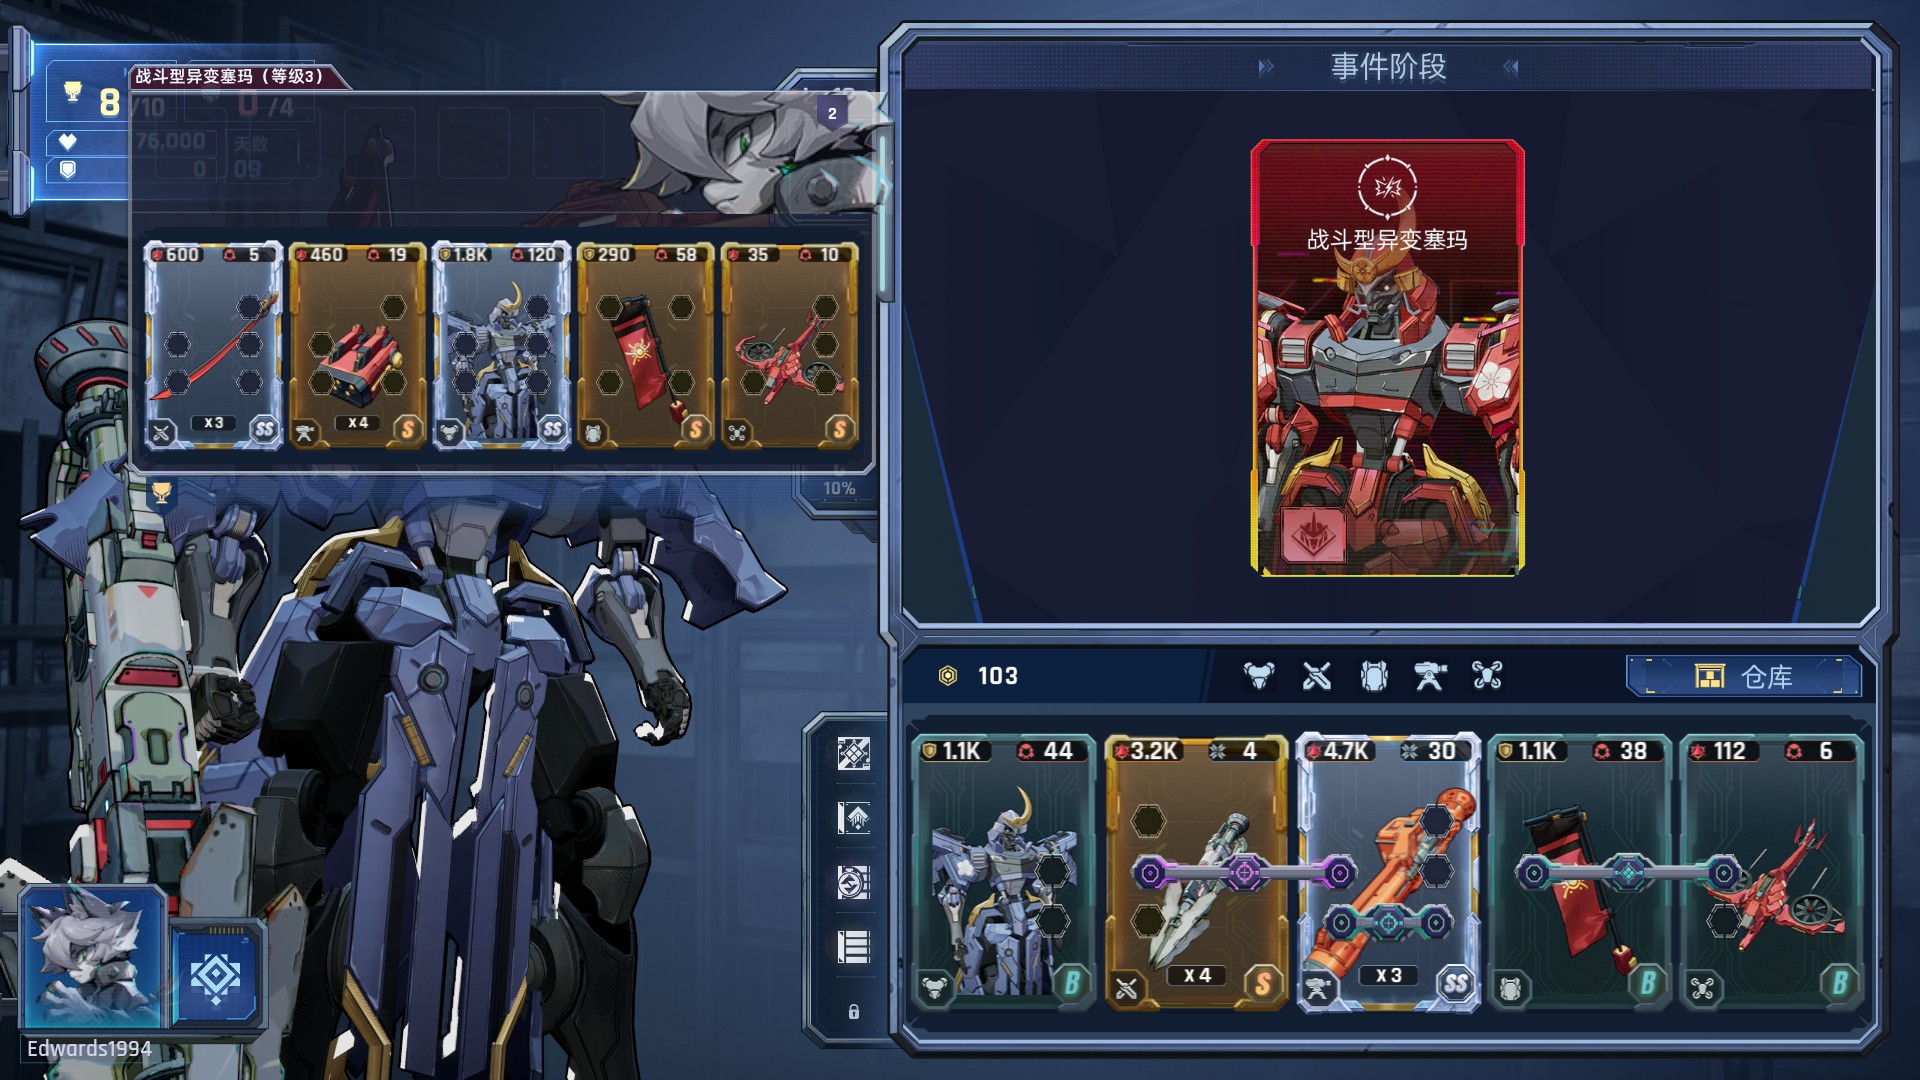 战斗型异变塞玛（等级3）
8/10
0/4
76,000
天数
0
09
2
600 5
460 19
1.8K 120
290 58
35 10
x3 SS
x4 S
SS
S
S
10%
事件阶段
战斗型异变塞玛
103
仓库
1.1K 44
3.2K 4
4.7K 30
1.1K 38
112 6
B
x4 S
x3 SS
B
B
Edwards1994